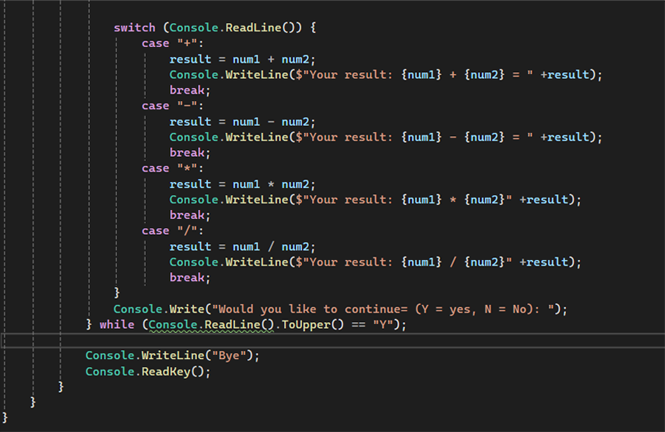 switch (Console.ReadLine()) {
case "+":
result = num1 + num2;
Console.WriteLine($"Your result: {num1} + {num2} = " +result);
break;
case "-":
result = num1 - num2;
Console.WriteLine($"Your result: {num1} - {num2} = " +result);
break;
case "*":
result = num1 * num2;
Console.WriteLine($"Your result: {num1} * {num2}" +result);
break;
case "/":
result = num1 / num2;
Console.WriteLine($"Your result: {num1} / {num2}" +result);
break;
}
Console.Write("Would you like to continue= (Y = yes, N = No): ");
} while (Console.ReadLine().ToUpper() == "Y");
Console.WriteLine("Bye");
Console.ReadKey();
}
}
}